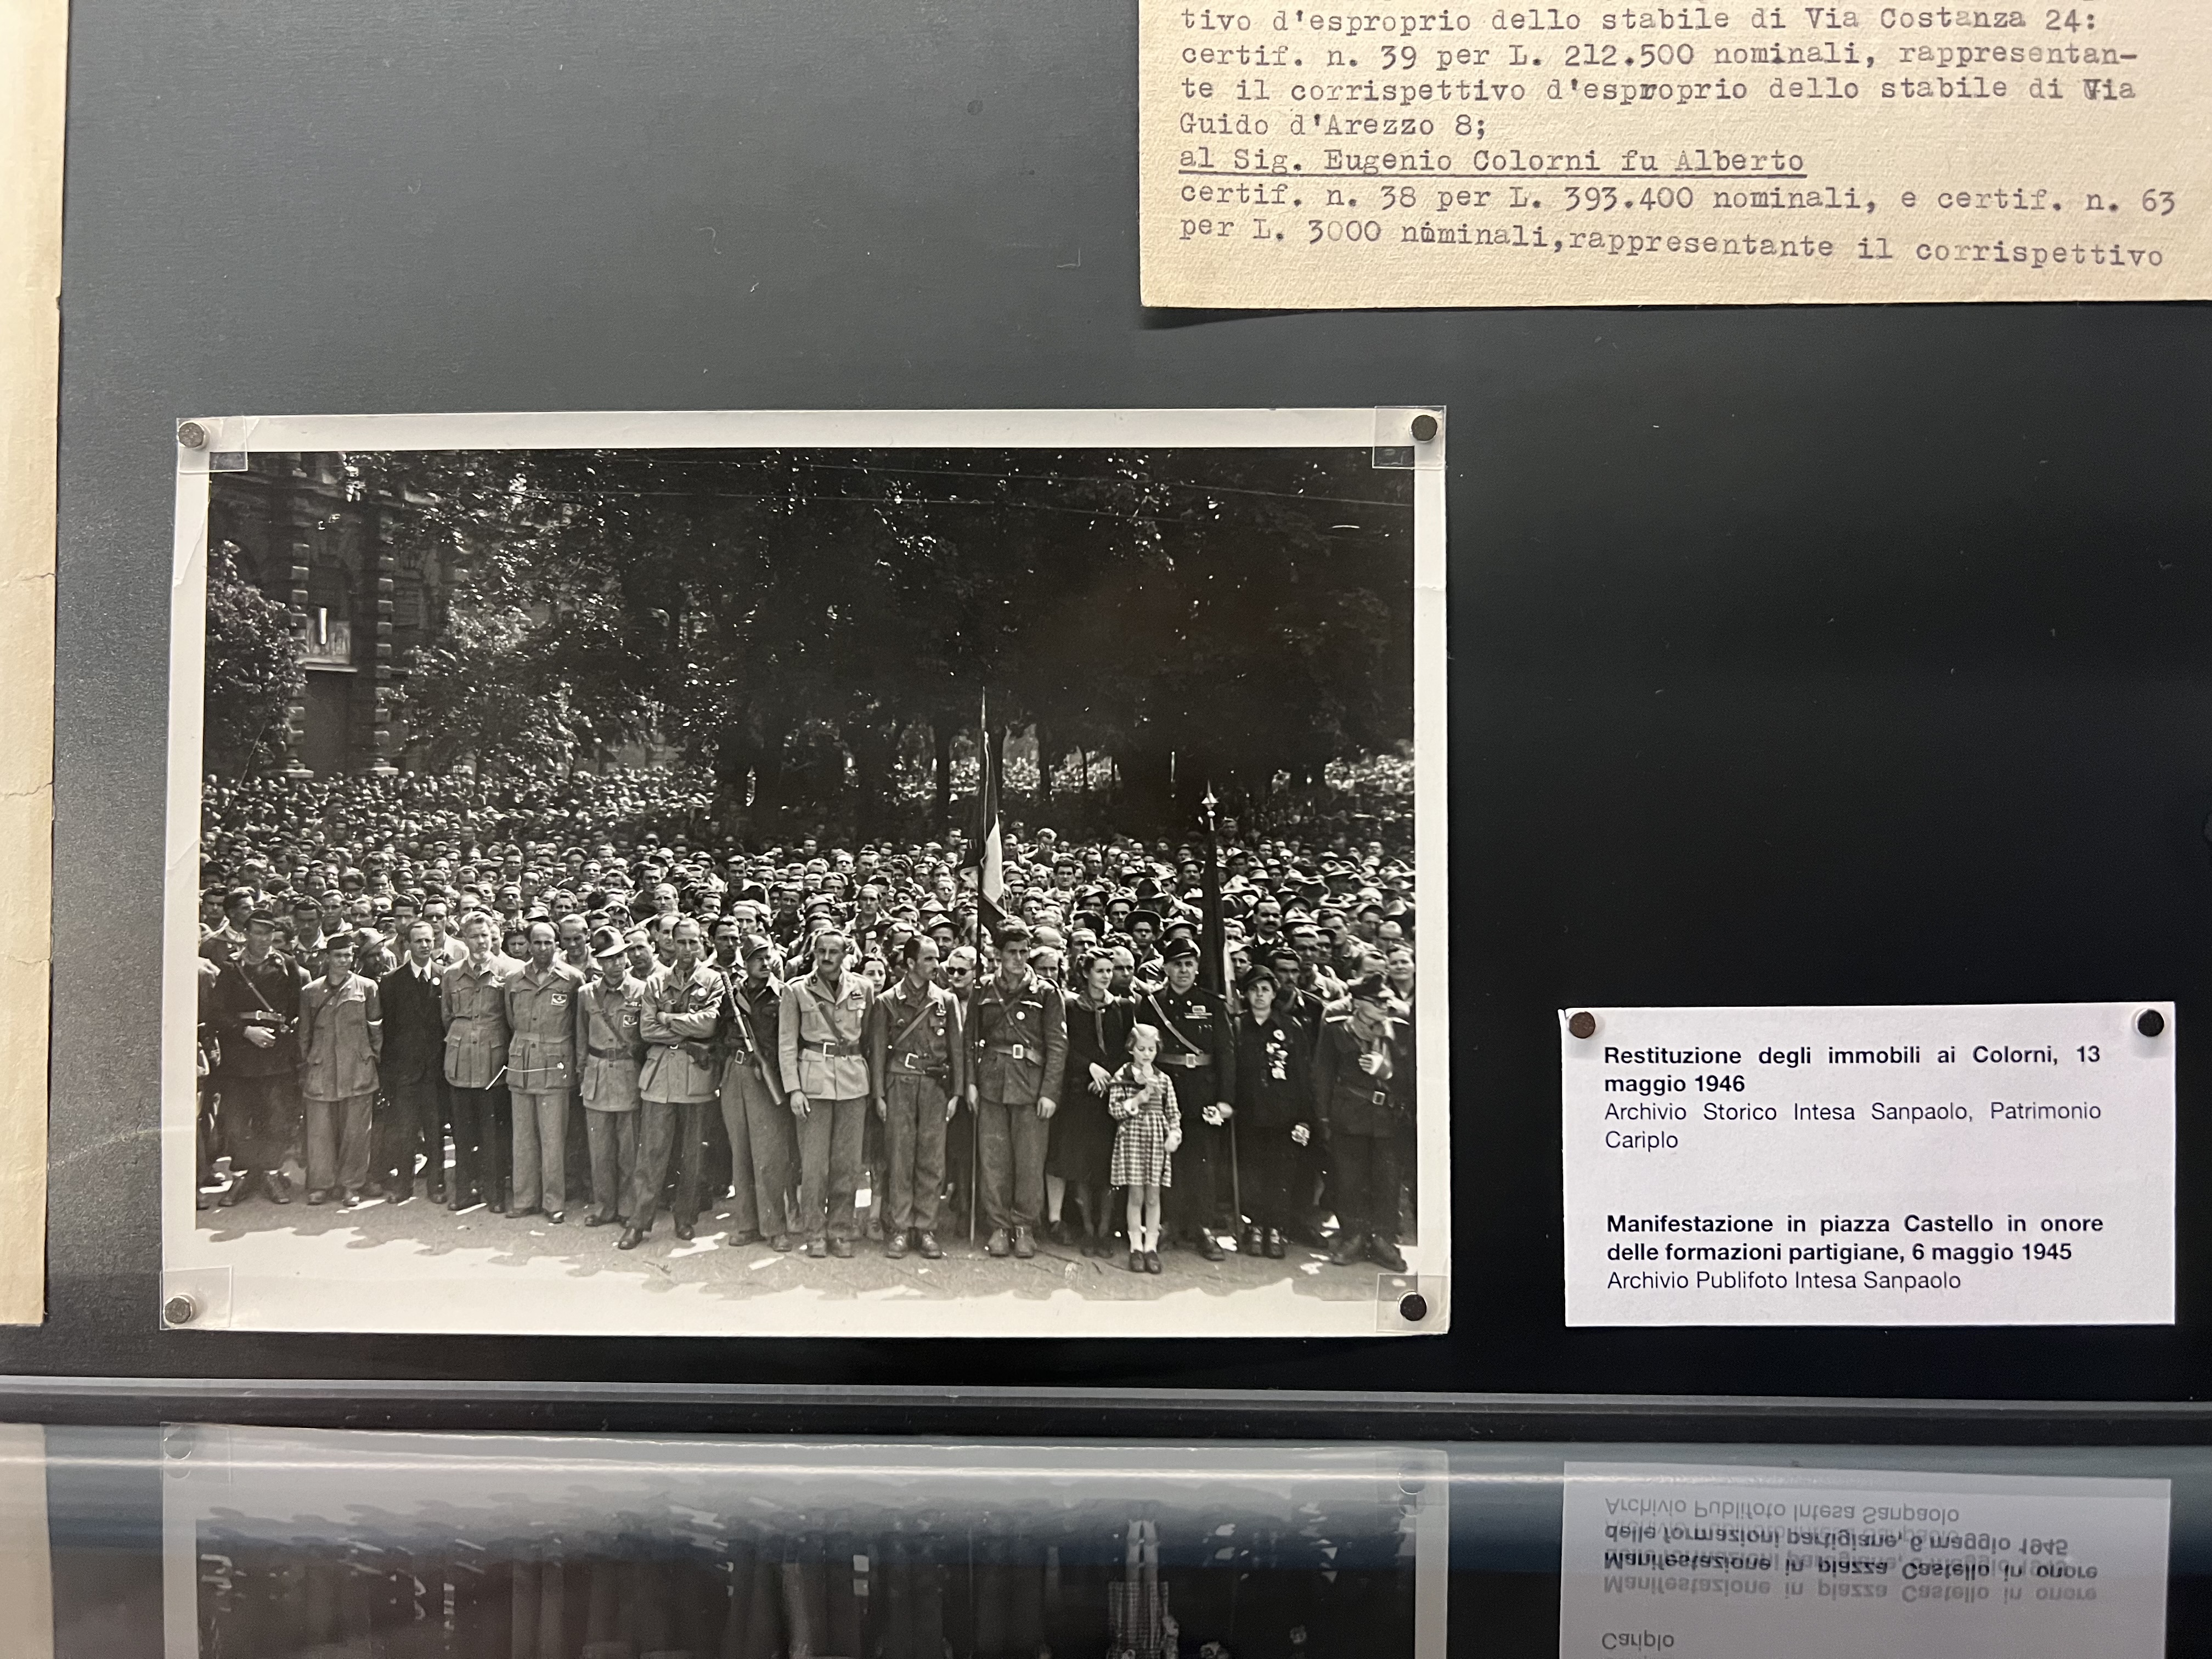 tivo d'esproprio dello stabile di Via Costanza 24:
certif. n. 39 per L. 212.500 nominali, rappresentan-
te il corrispettivo d'esproprio dello stabile di Via
Guido d'Arezzo 8;
al Sig. Eugenio Colorni fu Alberto
certif. n. 38 per L. 393.400 nominali, e certif. n. 63
per L. 3000 nominali,rappresentante il corrispettivo
Restituzione degli immobili ai Colorni, 13
maggio 1946
Archivio Storico Intesa Sanpaolo, Patrimonio
Cariplo
Manifestazione in piazza Castello in onore
delle formazioni partigiane, 6 maggio 1945
Archivio Publifoto Intesa Sanpaolo